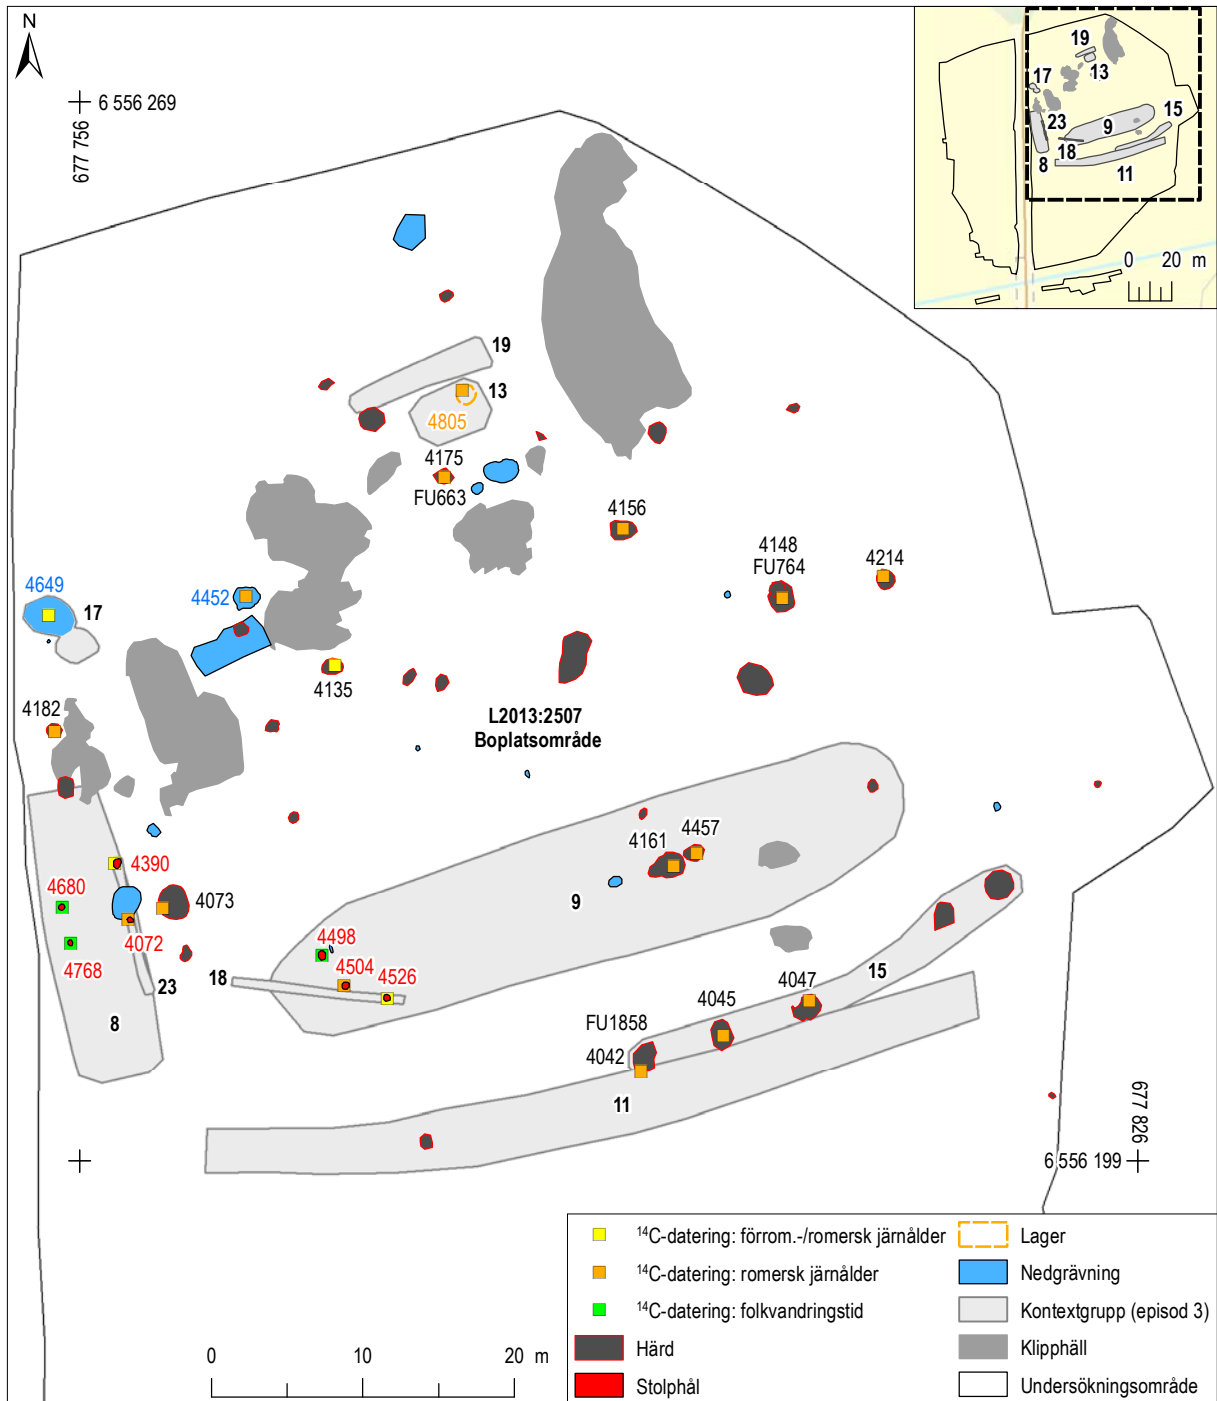 N
6 556 269
677 756
19
13
17
15
23
9
18
8
11
0 20 m
19
13
4805
4175
FU663
4156
4148
FU764
4214
4649
17
4452
4135
4182
L2013:2507
Boplatsområde
4390
4680
4073
4161
4457
9
4072
4768
4498
4504
4526
18
23
8
15
4047
4045
FU1858
4042
11
677 826
6 556 199
¹⁴C-datering: förrom.-/romersk järnålder
¹⁴C-datering: romersk järnålder
¹⁴C-datering: folkvandringstid
Härd
Stolphål
Lager
Nedgrävning
Kontextgrupp (episod 3)
Klipphäll
Undersökningsområde
0 10 20 m